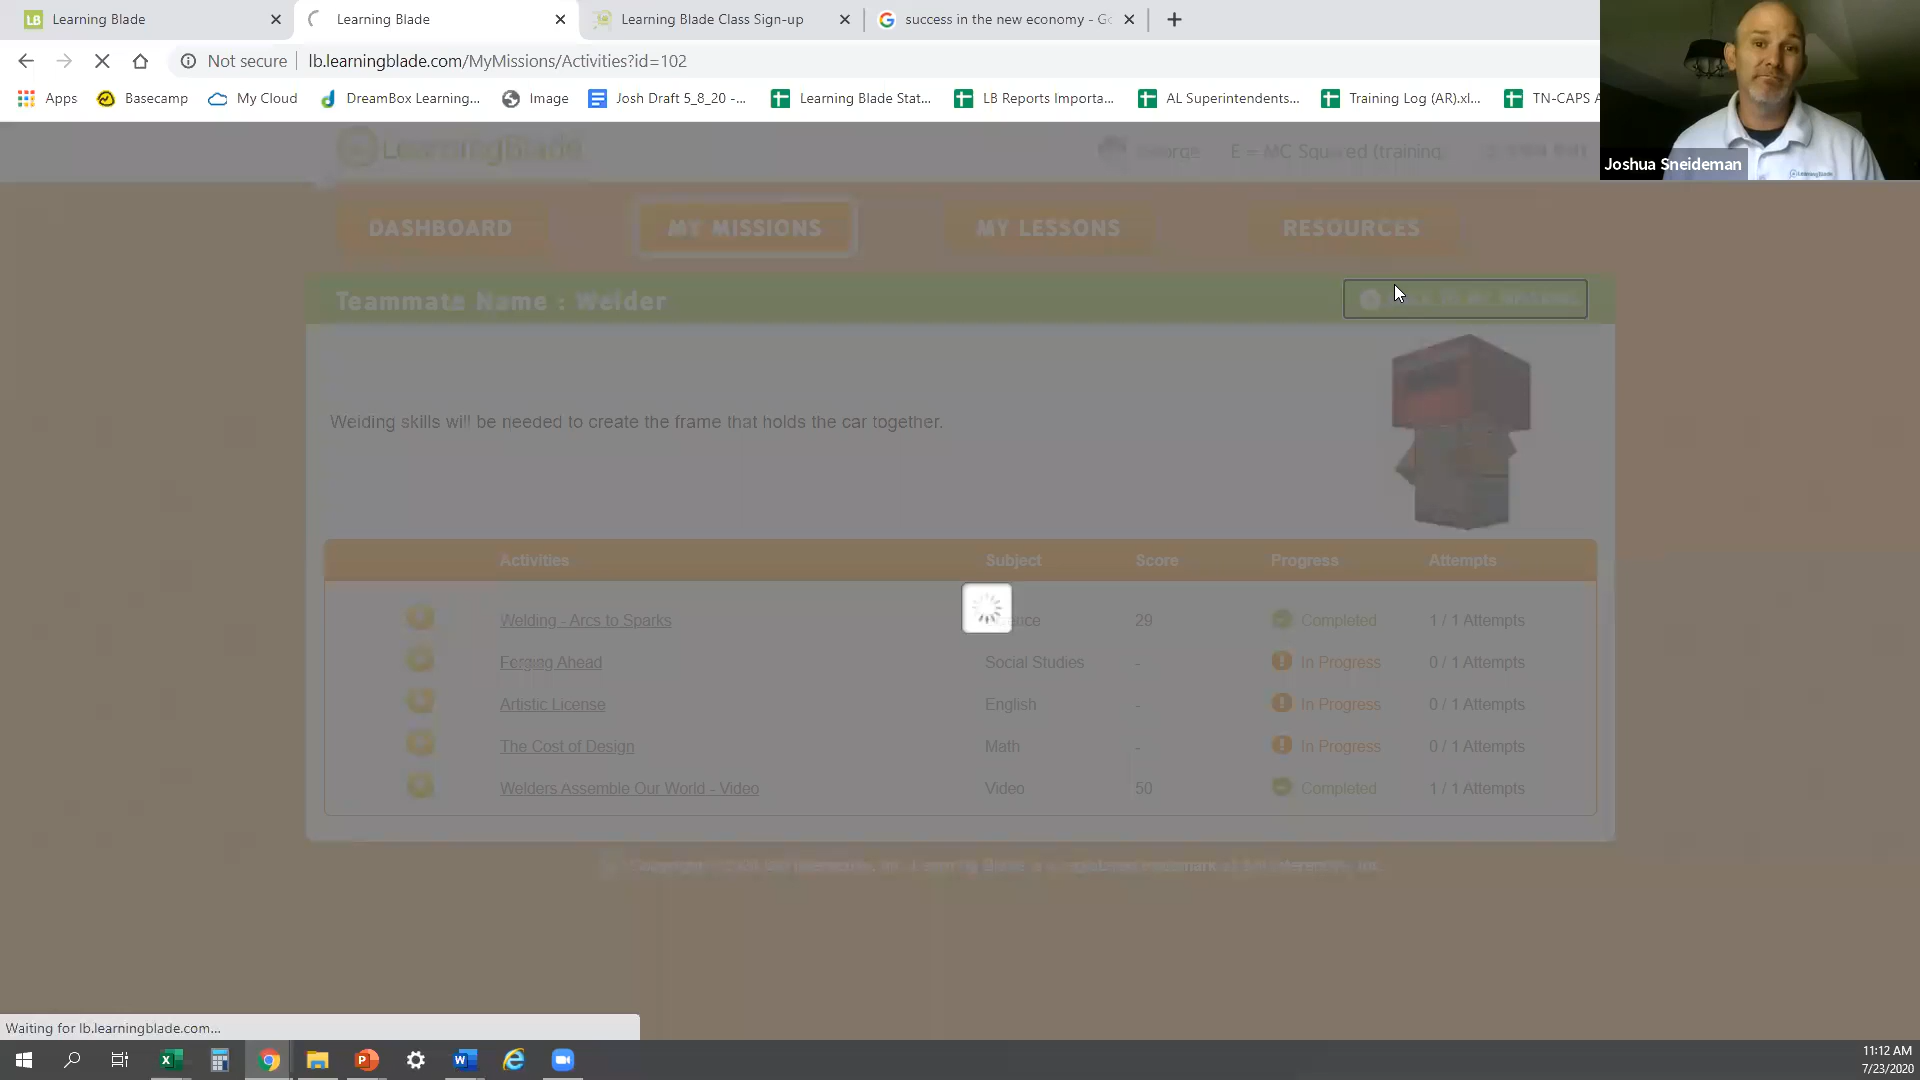 Learning Blade
Learning Blade
Learning Blade Class Sign-up
success in the new economy - Go
Not secure
lb.learningblade.com/MyMissions/Activities?id=102
Apps
Basecamp
My Cloud
DreamBox Learning...
Image
Josh Draft 5_8_20 -...
Learning Blade Stat...
LB Reports Importa...
AL Superintendents...
Training Log (AR).xl...
TN-CAPS A
Joshua Sneideman
LearningBlade
George
E = MC Squared (training
DASHBOARD
MY MISSIONS
MY LESSONS
RESOURCES
Teammate Name : Welder
Welding skills will be needed to create the frame that holds the car together.
Activities Subject Score Progress Attempts
Welding - Arcs to Sparks 29 Completed 1 / 1 Attempts
Forging Ahead Social Studies - In Progress 0 / 1 Attempts
Artistic License English - In Progress 0 / 1 Attempts
The Cost of Design Math - In Progress 0 / 1 Attempts
Welders Assemble Our World - Video Video 50 Completed 1 / 1 Attempts
Waiting for lb.learningblade.com...
11:12 AM
7/23/2020